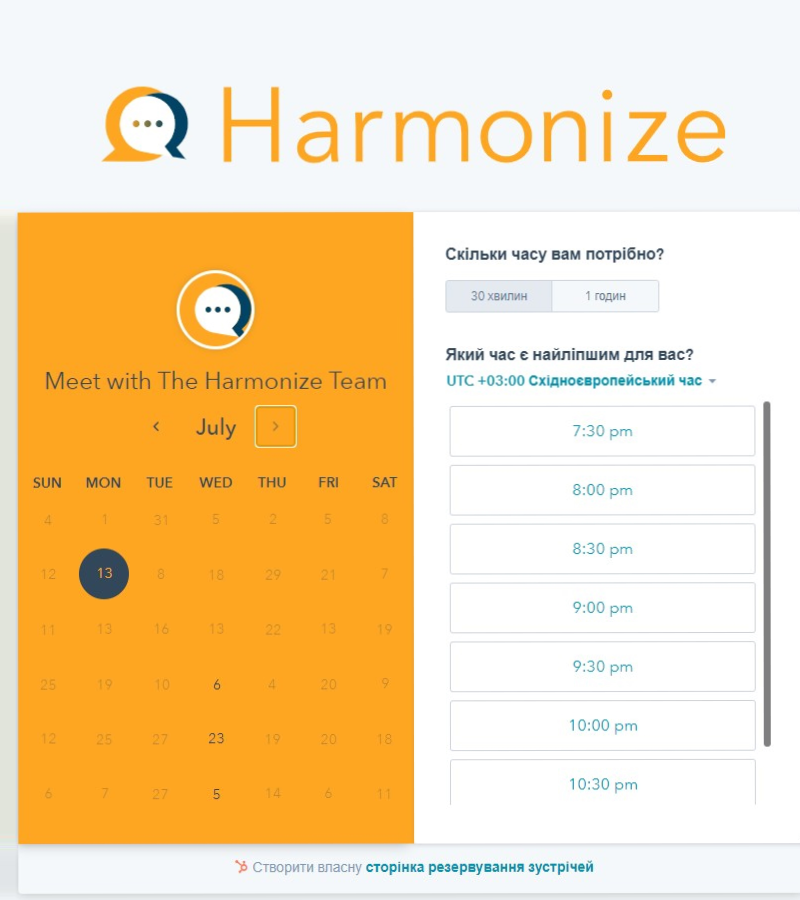 Harmonize
Meet with The Harmonize Team
July
SUN MON TUE WED THU FRI SAT
4 1 31 5 2 5 8
12 13 8 18 29 21 7
11 13 16 13 22 13 19
25 19 10 6 4 20 9
12 25 27 23 19 20 18
6 7 27 5 14 6 11
Скільки часу вам потрібно?
30 хвилин 1 годин
Який час є найліпшим для вас?
UTC +03:00 Східноєвропейський час
7:30 pm
8:00 pm
8:30 pm
9:00 pm
9:30 pm
10:00 pm
10:30 pm
Створити власну сторінка резервування зустрічей